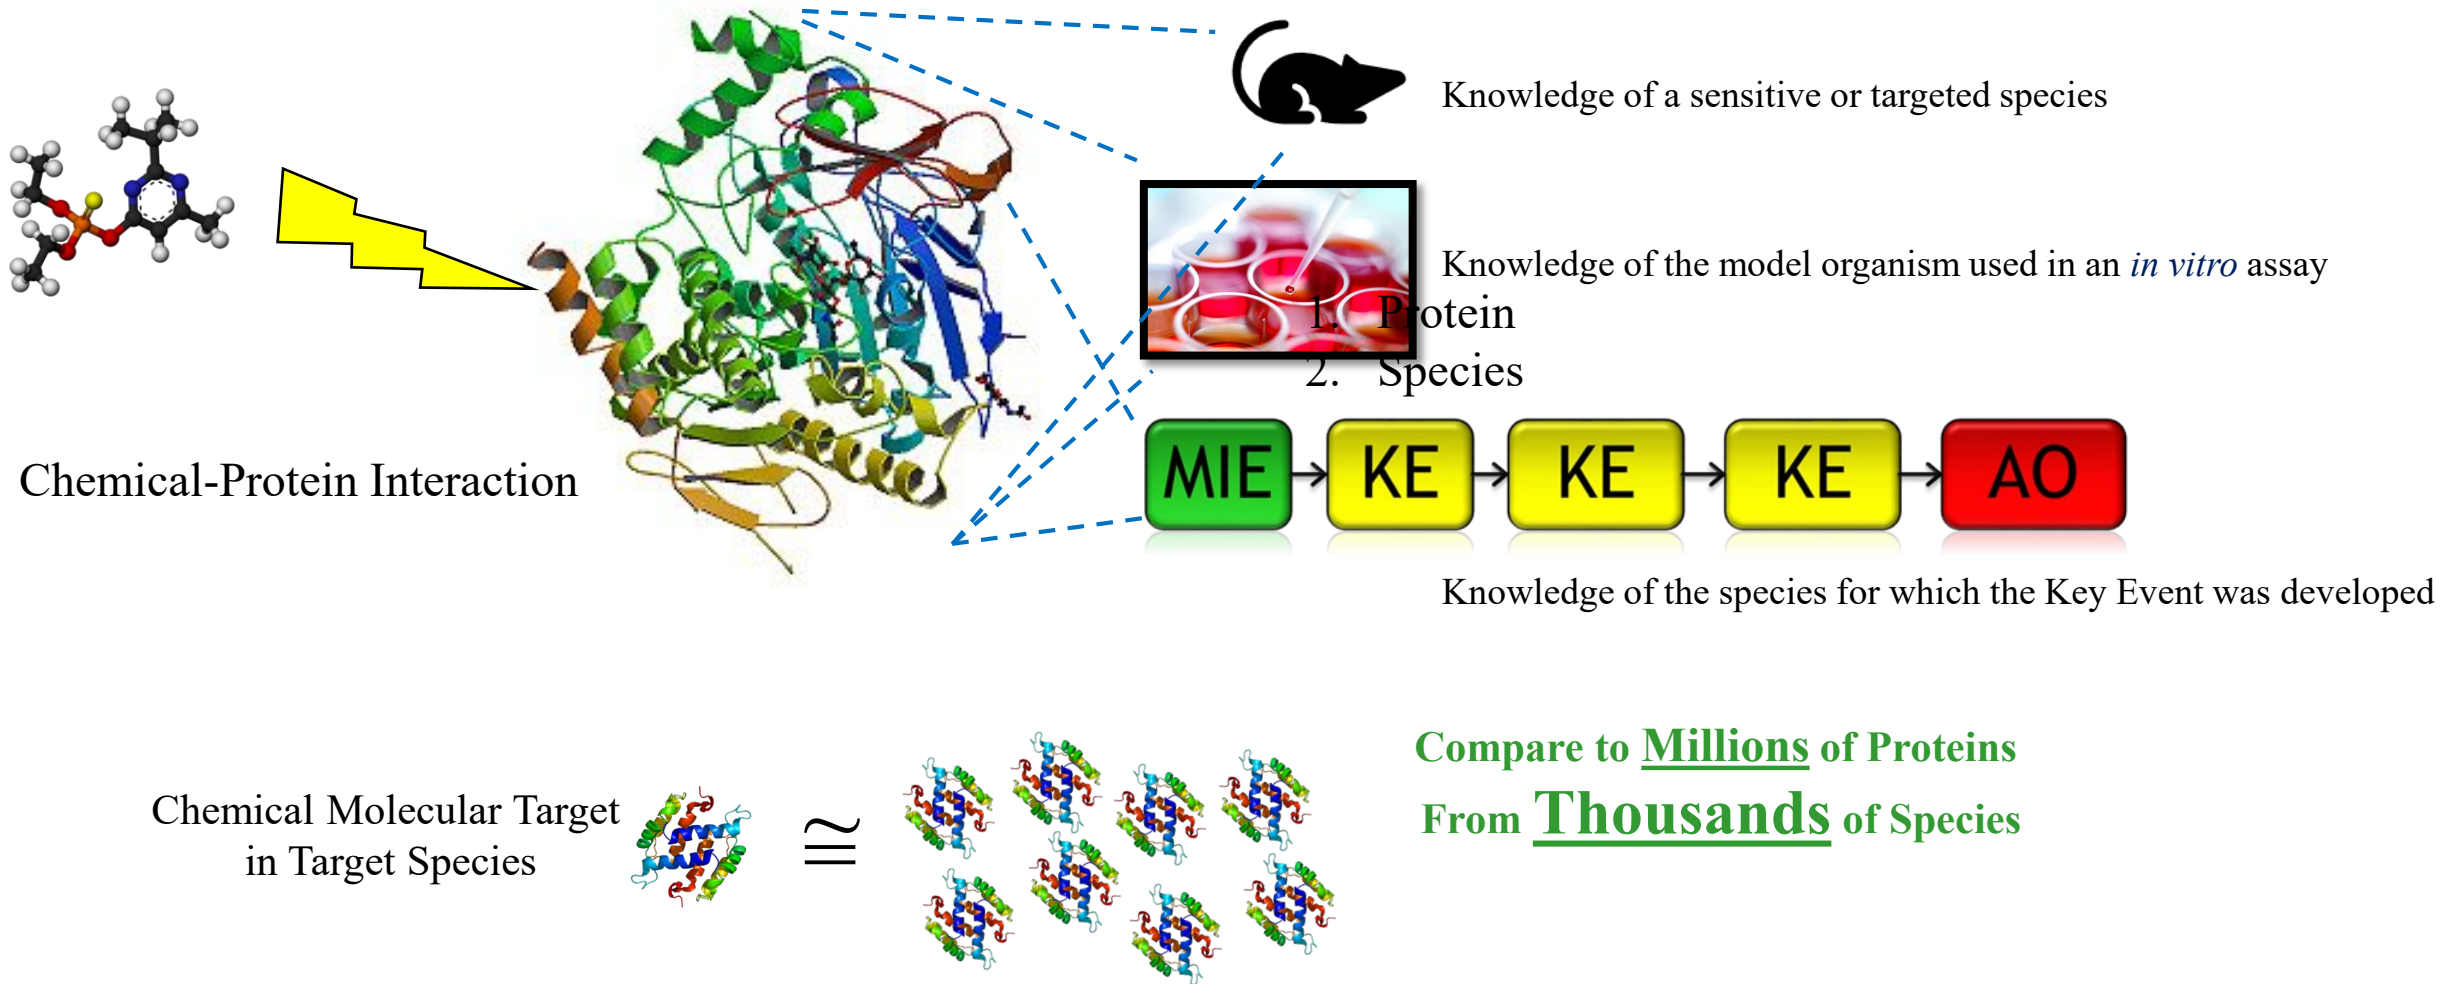 Knowledge of a sensitive or targeted species
Knowledge of the model organism used in an in vitro assay
1. Protein
2. Species
MIE KE KE KE AO
Chemical-Protein Interaction
Knowledge of the species for which the Key Event was developed
Compare to Millions of Proteins
From Thousands of Species
Chemical Molecular Target
in Target Species
≅